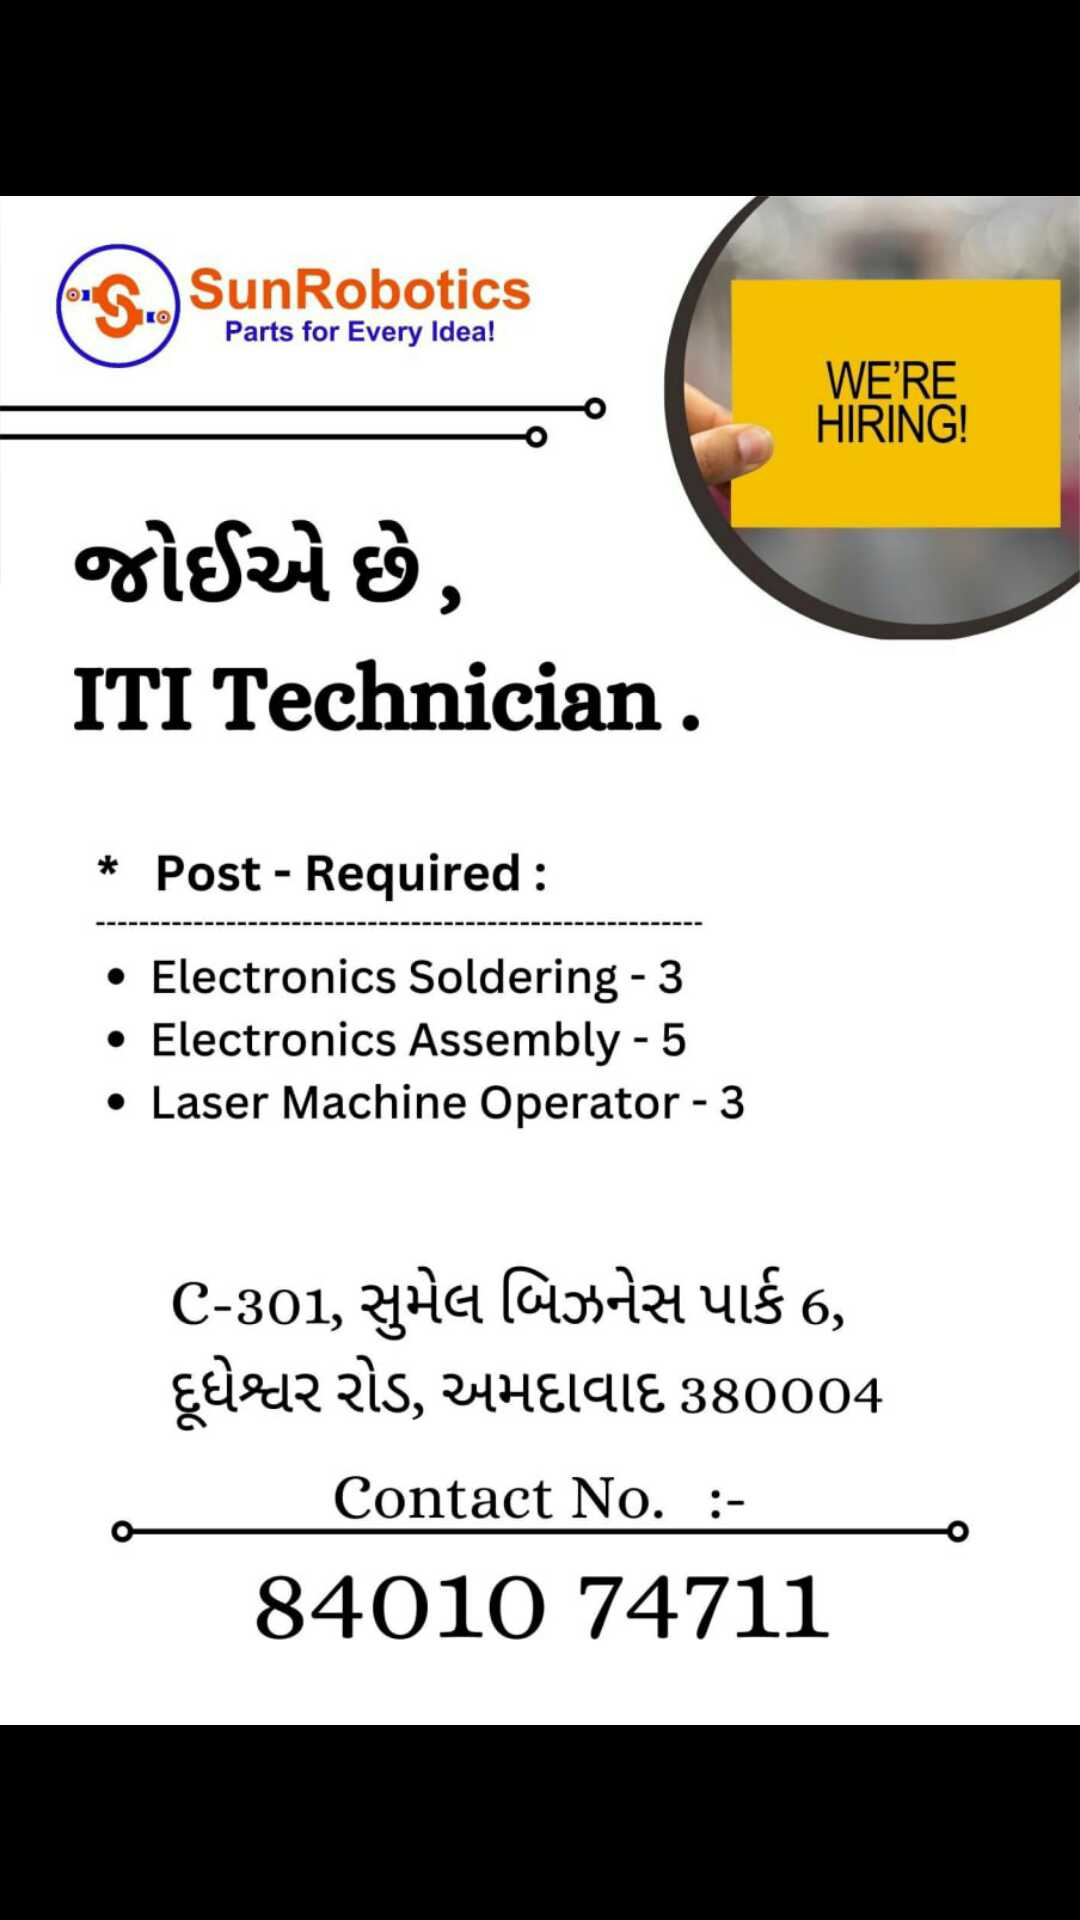 SunRobotics
Parts for Every Idea!
WE'RE
HIRING!
જોઈએ છે ,
ITI Technician .
* Post - Required :
--------------------------------------------------------
• Electronics Soldering - 3
• Electronics Assembly - 5
• Laser Machine Operator - 3
C-301, સુમેલ બિઝનેસ પાર્ક 6,
દૂધેશ્વર રોડ, અમદાવાદ 380004
Contact No. :-
84010 74711